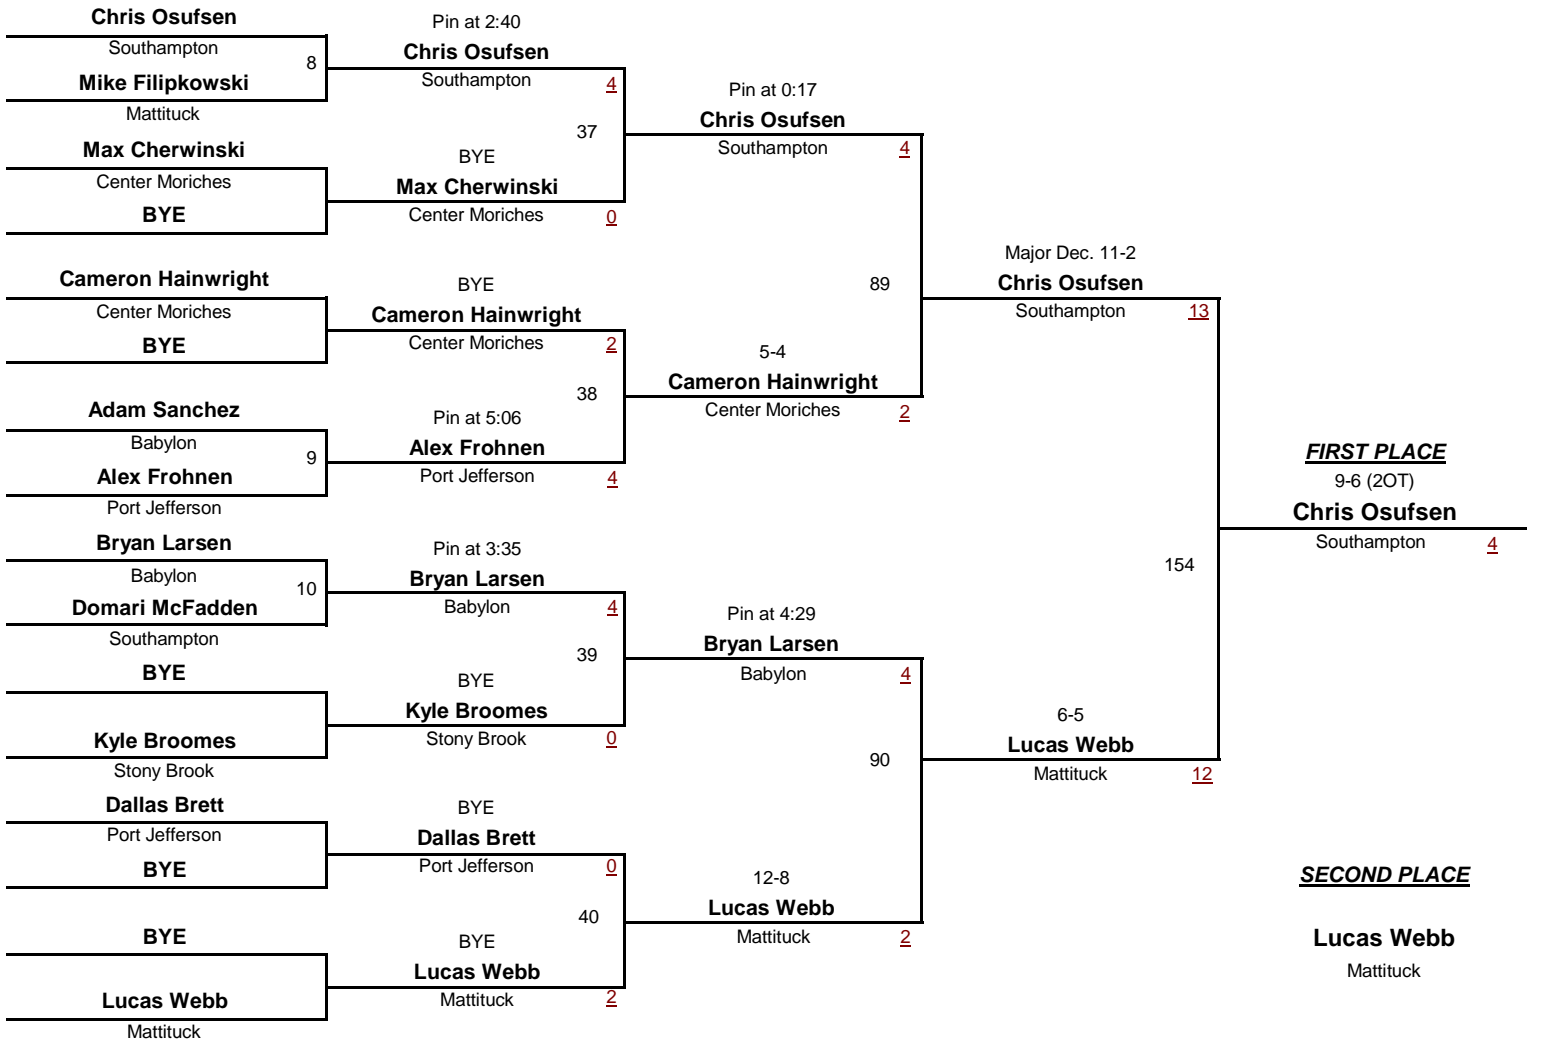 Chris Osufsen
Southampton
8
Mike Filipkowski
Mattituck
Max Cherwinski
Center Moriches
BYE
Cameron Hainwright
Center Moriches
BYE
Adam Sanchez
Babylon
9
Alex Frohnen
Port Jefferson
Bryan Larsen
Babylon
10
Domari McFadden
Southampton
BYE
Kyle Broomes
Stony Brook
Dallas Brett
Port Jefferson
BYE
BYE
Lucas Webb
Mattituck
Pin at 2:40
Chris Osufsen
Southampton
4
37
BYE
Max Cherwinski
Center Moriches
0
BYE
Cameron Hainwright
Center Moriches
2
38
Pin at 5:06
Alex Frohnen
Port Jefferson
4
Pin at 3:35
Bryan Larsen
Babylon
4
39
BYE
Kyle Broomes
Stony Brook
0
BYE
Dallas Brett
Port Jefferson
0
40
BYE
Lucas Webb
Mattituck
2
Pin at 0:17
Chris Osufsen
Southampton
4
89
5-4
Cameron Hainwright
Center Moriches
2
Pin at 4:29
Bryan Larsen
Babylon
4
90
12-8
Lucas Webb
Mattituck
2
Major Dec. 11-2
Chris Osufsen
Southampton
13
154
6-5
Lucas Webb
Mattituck
12
FIRST PLACE
9-6 (2OT)
Chris Osufsen
Southampton
4
SECOND PLACE
Lucas Webb
Mattituck